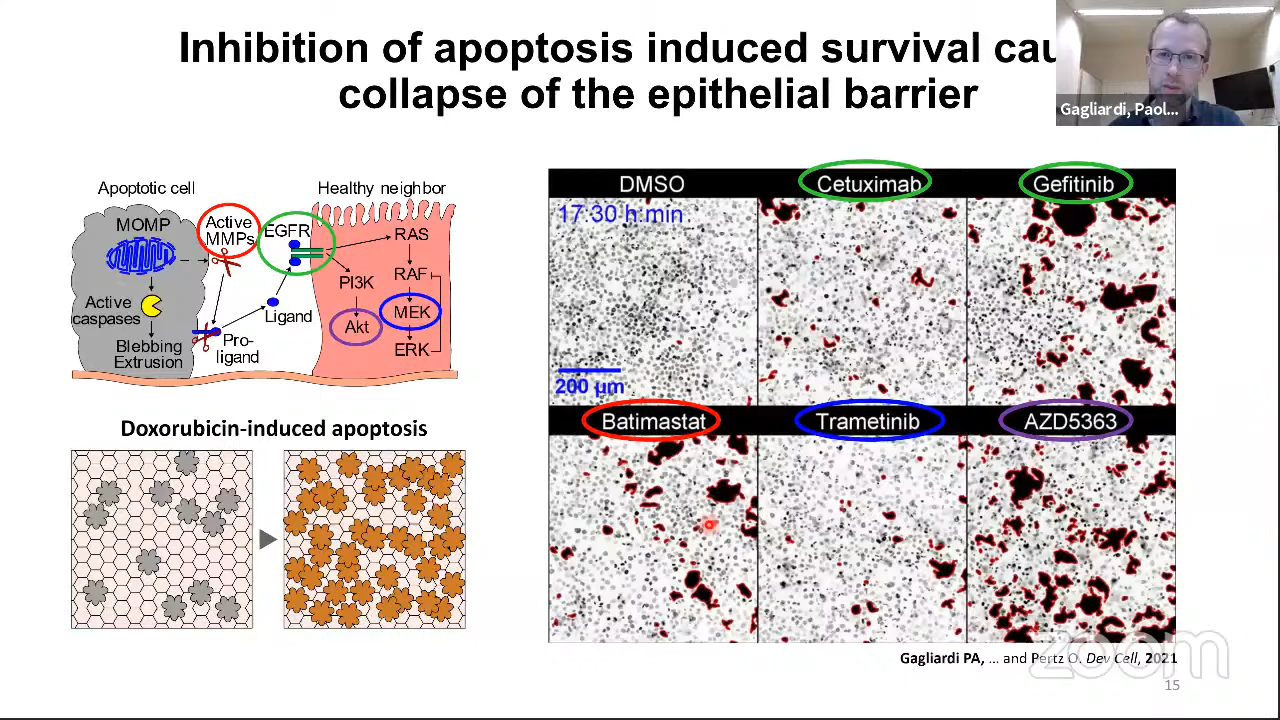 Inhibition of apoptosis induced survival cau
collapse of the epithelial barrier
Gagliardi, Paol...
Apoptotic cell
Healthy neighbor
MOMP
Active
MMPs
EGFR
RAS
PI3K
RAF
Active
caspases
Ligand
Akt
MEK
Blebbing
Extrusion
Pro-
ligand
ERK
Doxorubicin-induced apoptosis
DMSO
Cetuximab
Gefitinib
17:30 h:min
200 µm
Batimastat
Trametinib
AZD5363
Gagliardi PA, ... and Pertz O. Dev Cell, 2021
zoom
15